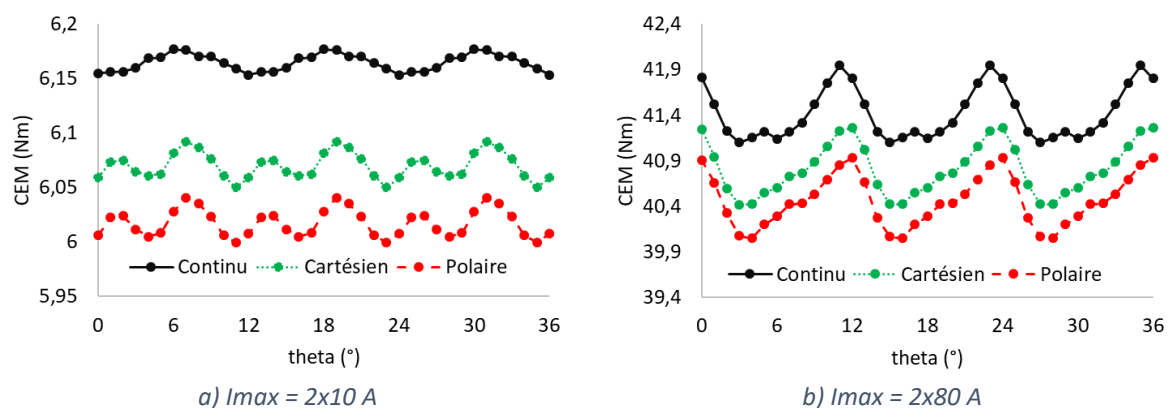 6,2
6,15
6,1
6,05
6
5,95
CEM (Nm)
Continu Cartésien Polaire
0 6 12 18 24 30 36
theta (°)
a) Imax = 2x10 A
42,4
41,9
41,4
40,9
40,4
39,9
39,4
CEM (Nm)
Continu Cartésien Polaire
0 6 12 18 24 30 36
theta (°)
b) Imax = 2x80 A